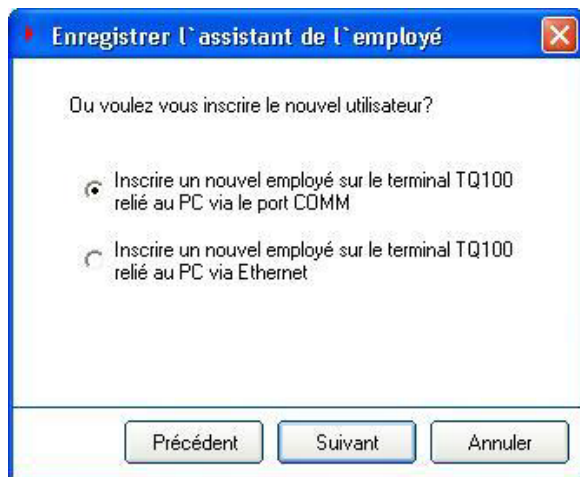 Enregistrer l`assistant de l`employé
Ou voulez vous inscrire le nouvel utilisateur?
Inscrire un nouvel employé sur le terminal TQ100
relié au PC via le port COMM
Inscrire un nouvel employé sur le terminal TQ100
relié au PC via Ethernet
Précédent Suivant Annuler